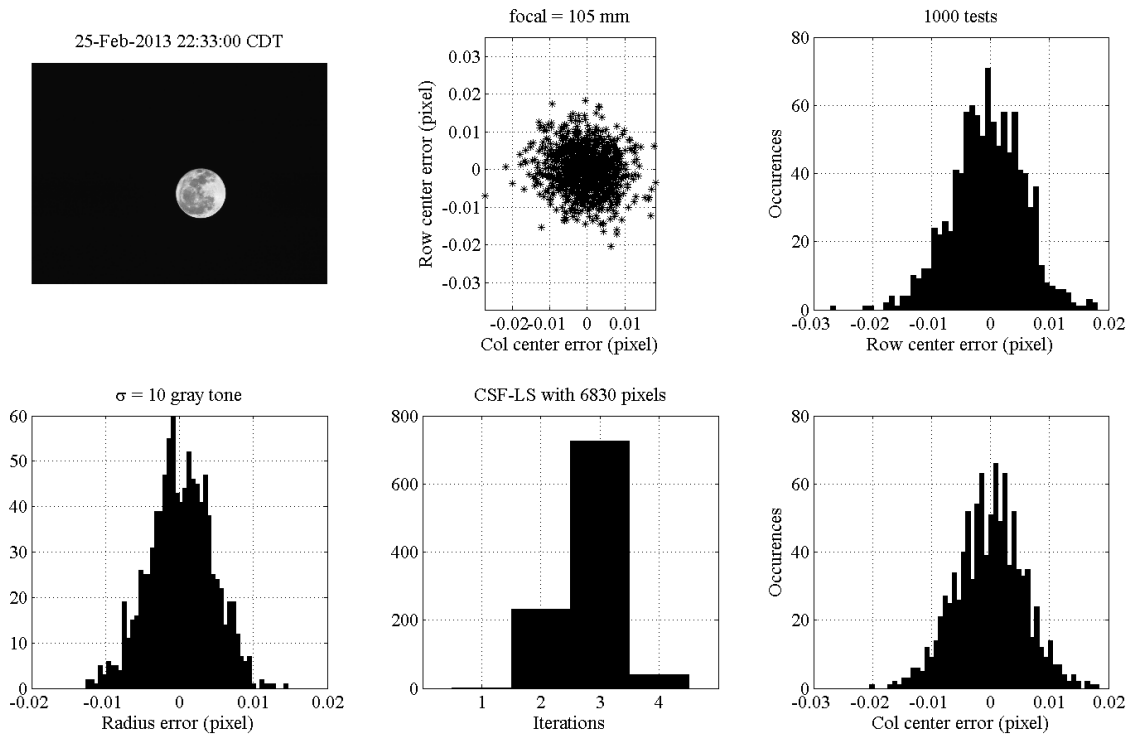 25-Feb-2013 22:33:00 CDT
focal = 105 mm
Row center error (pixel)
0.03
0.02
0.01
0
-0.01
-0.02
-0.03
-0.02 -0.01 0 0.01
Col center error (pixel)
1000 tests
Occurences
80
60
40
20
0
-0.03 -0.02 -0.01 0 0.01 0.02
Row center error (pixel)
σ = 10 gray tone
60
50
40
30
20
10
0
-0.02 -0.01 0 0.01 0.02
Radius error (pixel)
CSF-LS with 6830 pixels
800
600
400
200
0
1 2 3 4
Iterations
Occurences
80
60
40
20
0
-0.03 -0.02 -0.01 0 0.01 0.02
Col center error (pixel)